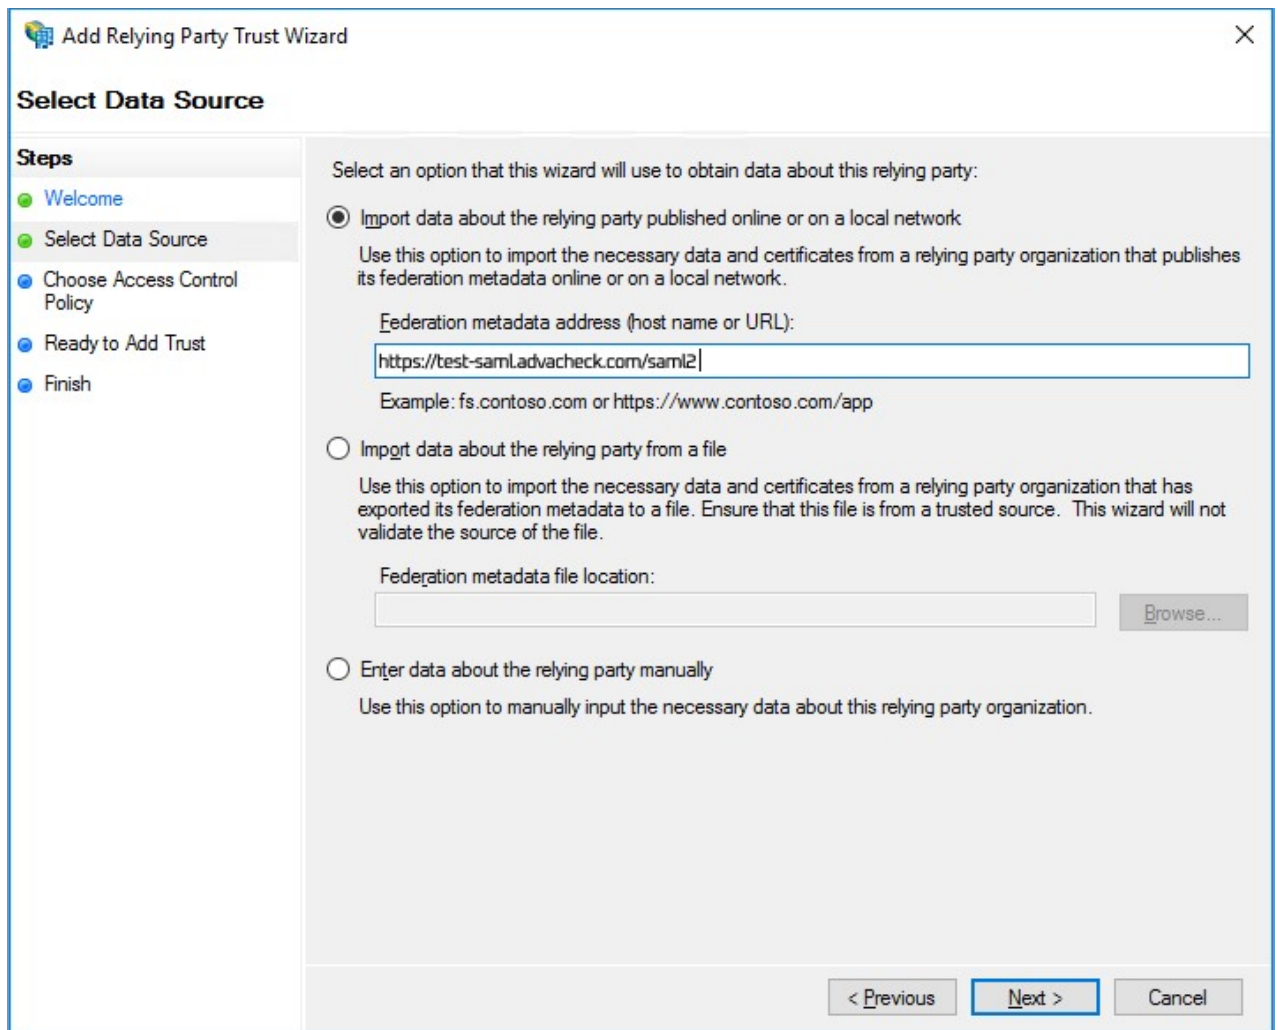 Add Relying Party Trust Wizard
Select Data Source
Steps
Welcome
Select Data Source
Choose Access Control
Policy
Ready to Add Trust
Finish
Select an option that this wizard will use to obtain data about this relying party:
Import data about the relying party published online or on a local network
Use this option to import the necessary data and certificates from a relying party organization that publishes
its federation metadata online or on a local network.
Federation metadata address (host name or URL):
https://test-saml.advacheck.com/saml2
Example: fs.contoso.com or https://www.contoso.com/app
Import data about the relying party from a file
Use this option to import the necessary data and certificates from a relying party organization that has
exported its federation metadata to a file. Ensure that this file is from a trusted source.  This wizard will not
validate the source of the file.
Federation metadata file location:
Browse...
Enter data about the relying party manually
Use this option to manually input the necessary data about this relying party organization.
< Previous
Next >
Cancel